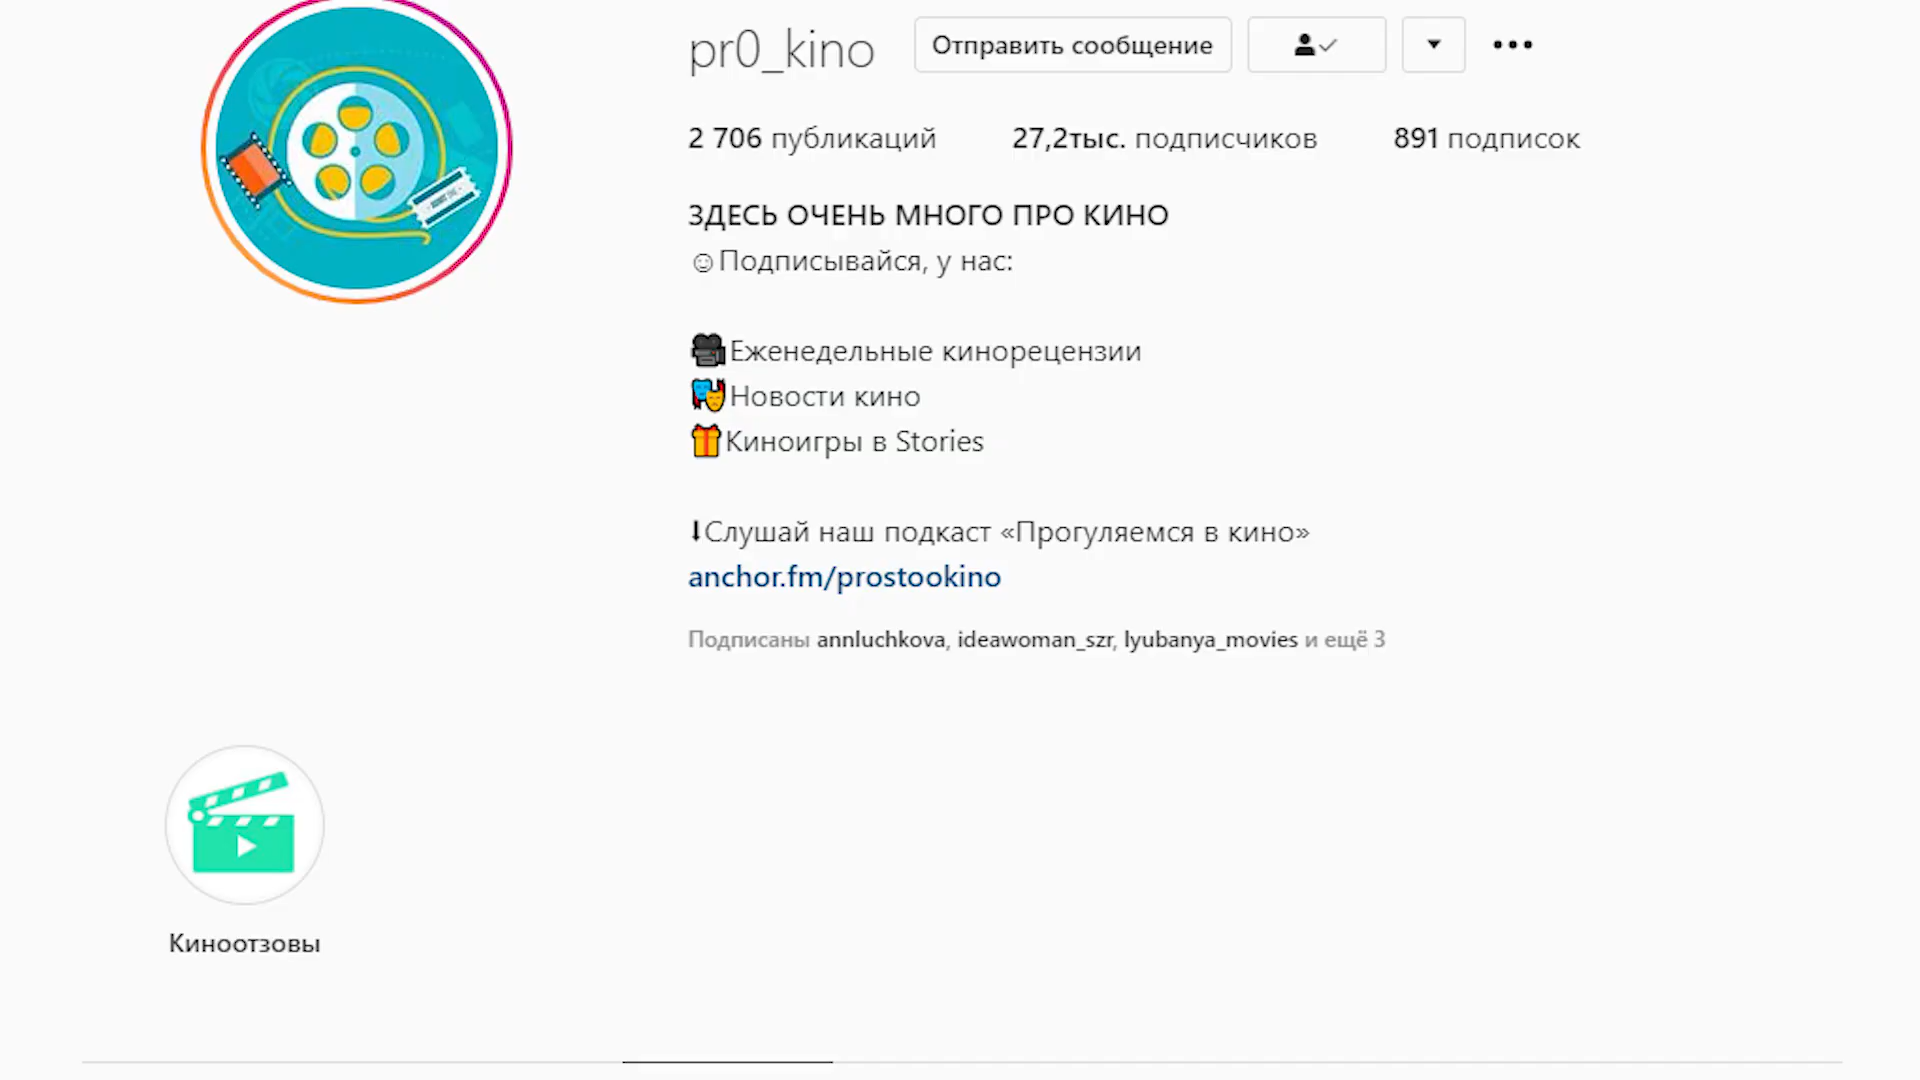 pr0_kino
Отправить сообщение
2 706 публикаций
27,2тыс. подписчиков
891 подписок
ЗДЕСЬ ОЧЕНЬ МНОГО ПРО КИНО
☺Подписывайся, у нас:
🎥Еженедельные кинорецензии
🎭Новости кино
🎁Киноигры в Stories
⬇Слушай наш подкаст «Прогуляемся в кино»
anchor.fm/prostookino
Подписаны annluchkova, ideawoman_szr, lyubanya_movies и ещё 3
Киноотзовы